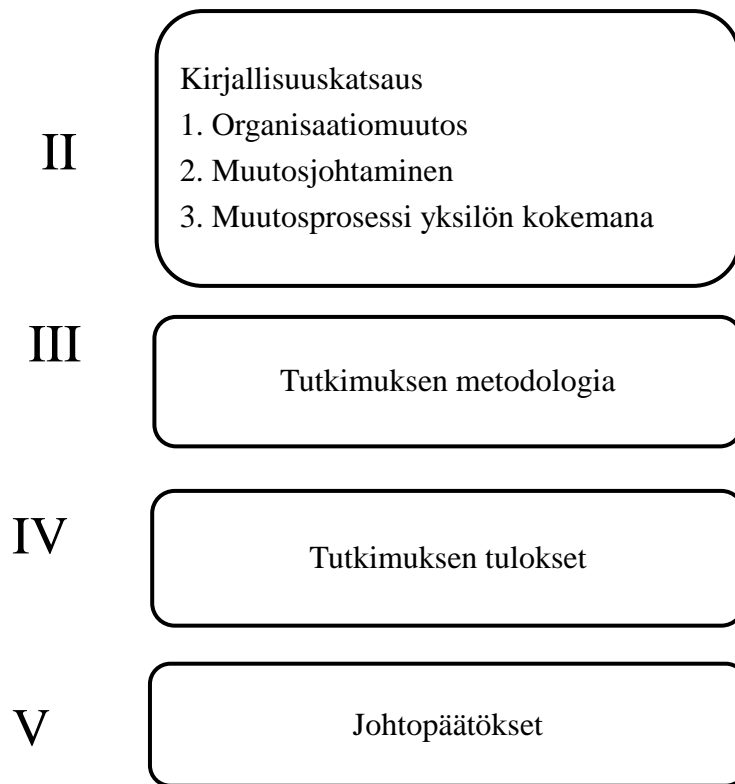 II
Kirjallisuuskatsaus
1. Organisaatiomuutos
2. Muutosjohtaminen
3. Muutosprosessi yksilön kokemana
III
Tutkimuksen metodologia
IV
Tutkimuksen tulokset
V
Johtopäätökset